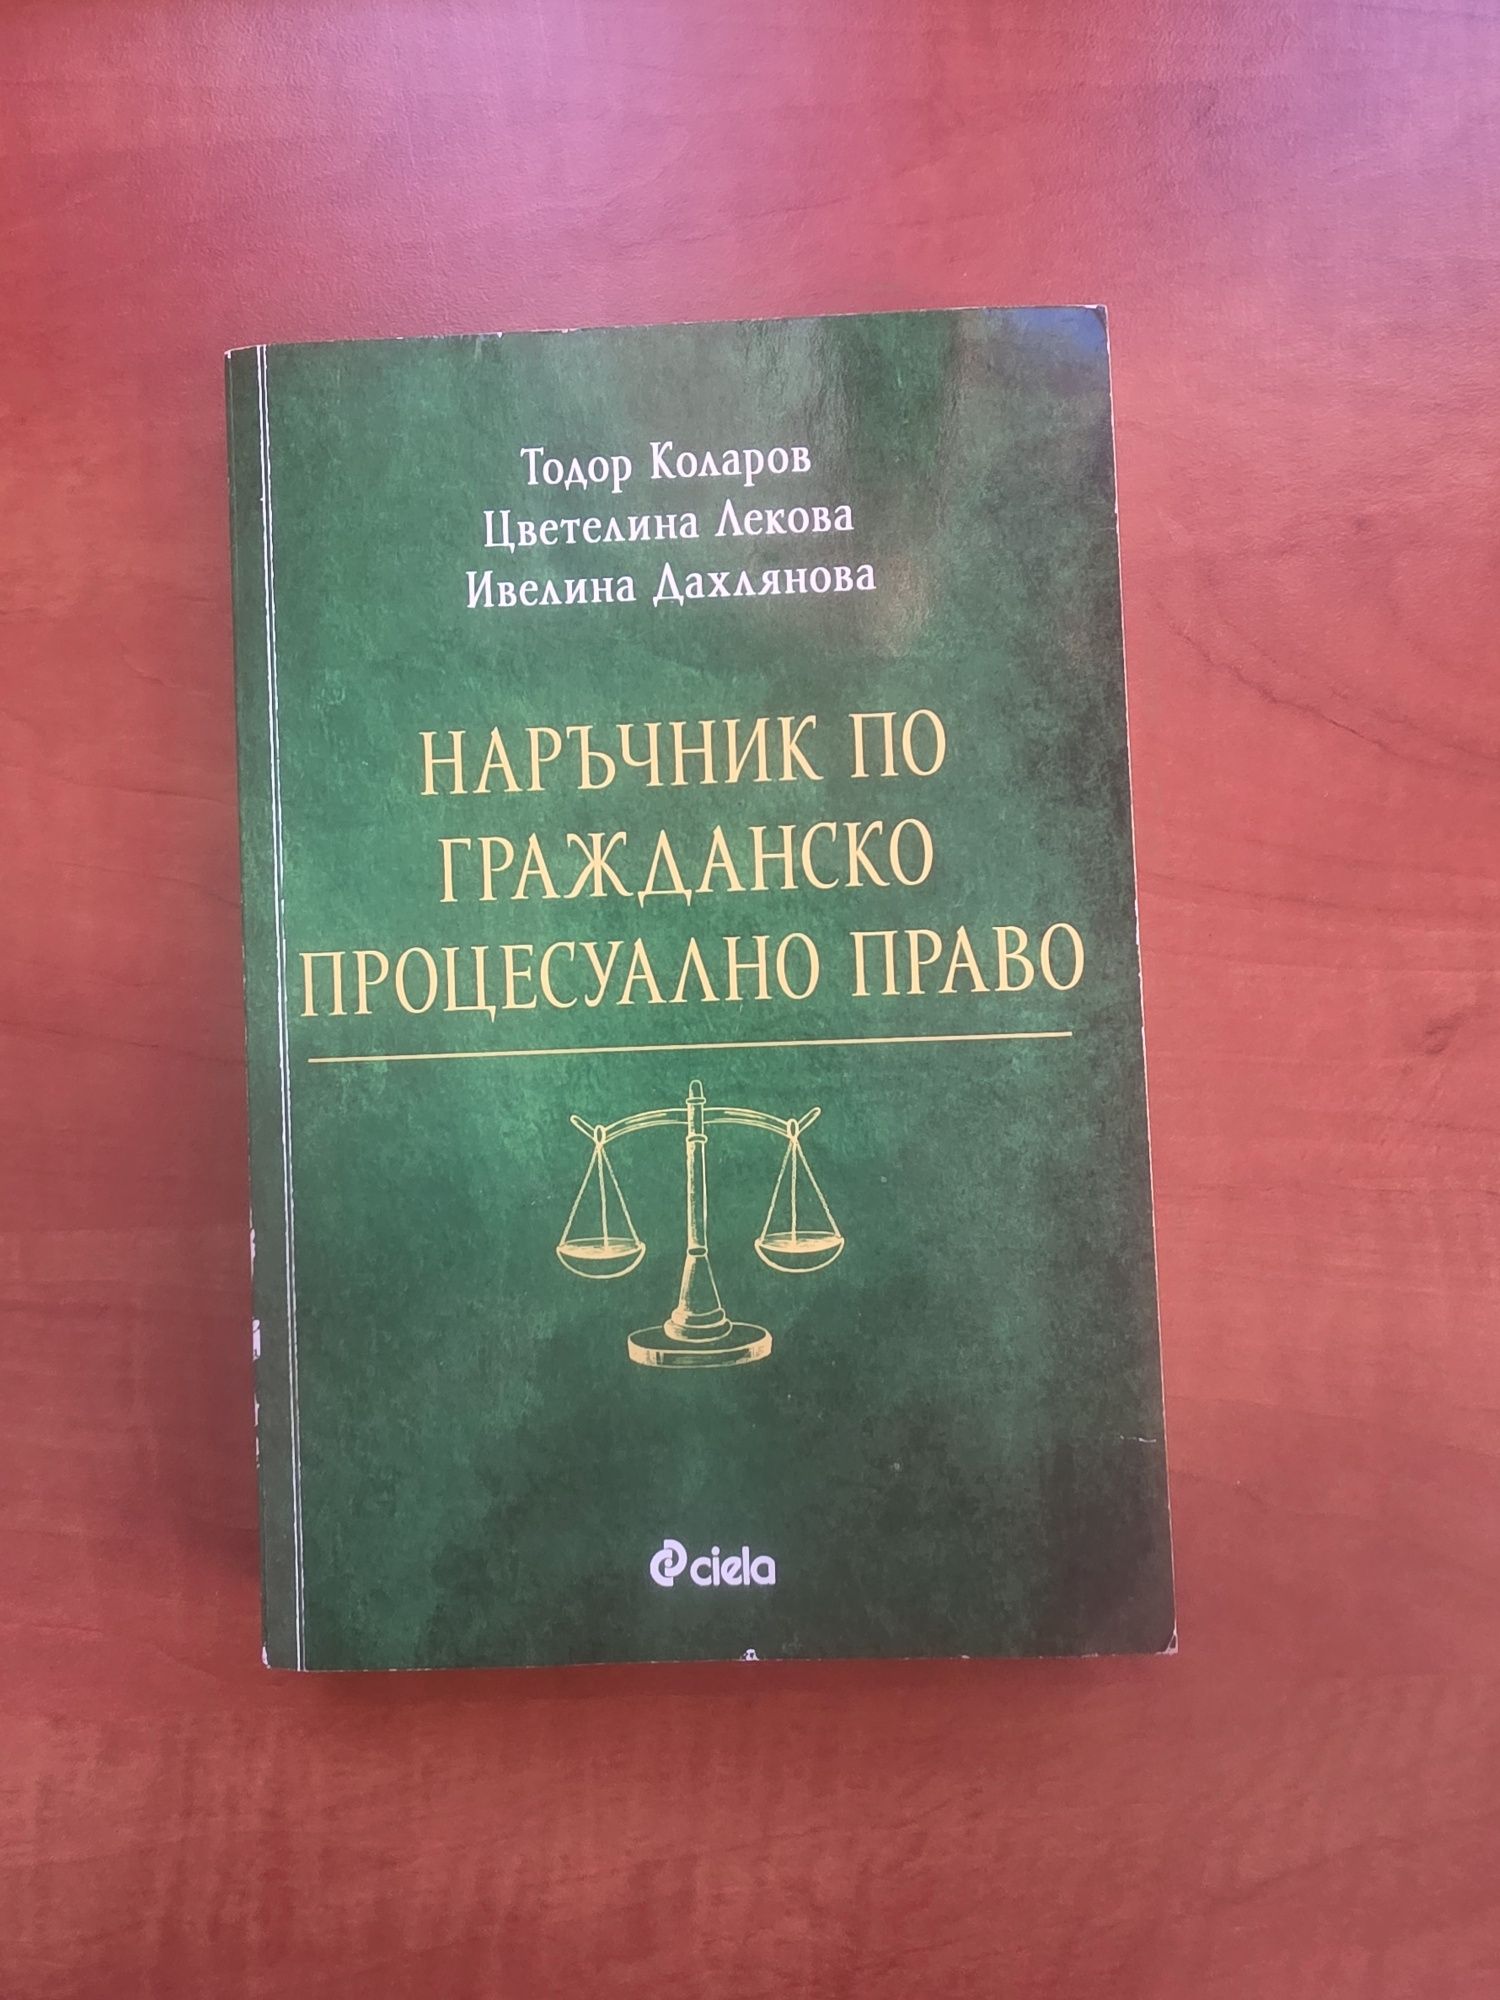 Тодор Коларов
Цветелина Лекова
Ивелина Дахлянова
НАРЪЧНИК ПО
ГРАЖДАНСКО
ПРОЦЕСУАЛНО ПРАВО
ciela